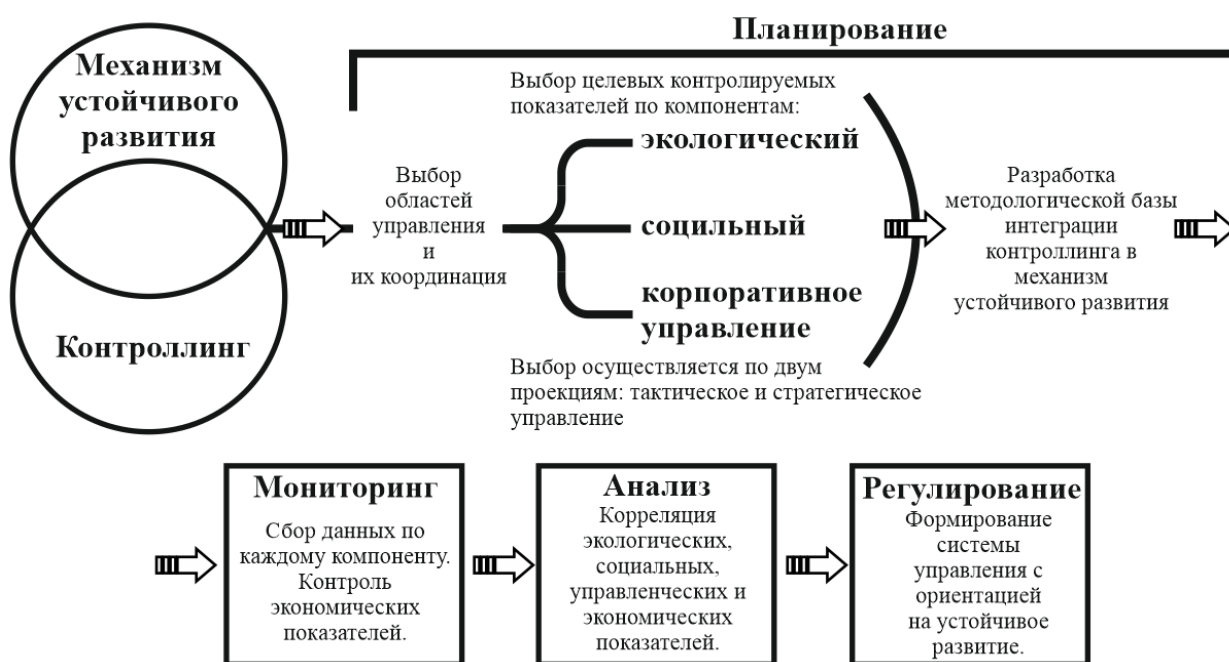 Механизм
устойчивого
развития
Контроллинг
Планирование
Выбор
областей
управления
и
их координация
Выбор целевых контролируемых
показателей по компонентам:
экологический
социльный
корпоративное
управление
Выбор осуществляется по двум
проекциям: тактическое и стратегическое
управление
Разработка
методологической базы
интеграции
контроллинга в
механизм
устойчивого развития
Мониторинг
Сбор данных по
каждому компоненту.
Контроль
экономических
показателей.
Анализ
Корреляция
экологических,
социальных,
управленческих и
экономических
показателей.
Регулирование
Формирование
системы
управления с
ориентацией
на устойчивое
развитие.